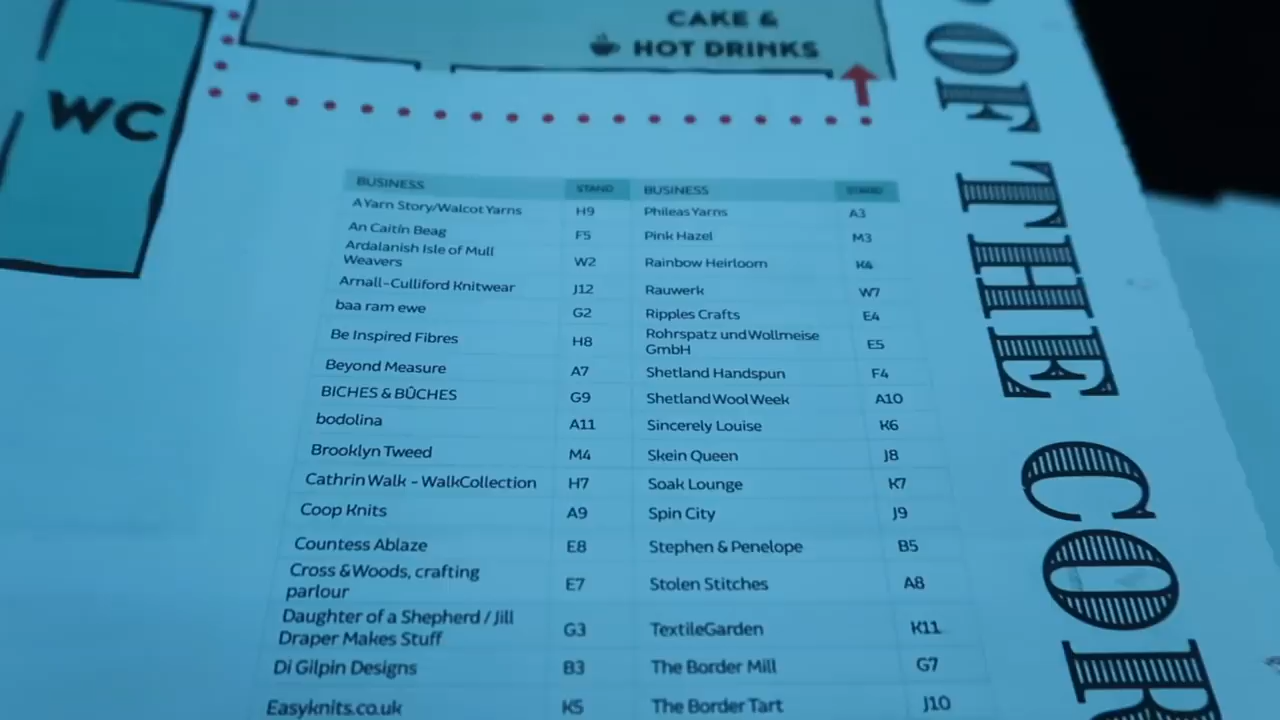 CAKE &
HOT DRINKS
WC
OF THE COR
BUSINESS STAND BUSINESS STAND
A Yarn Story/Walcot Yarns H9 Phileas Yarns A3
An Caitín Beag F5 Pink Hazel M3
Ardalanish Isle of Mull
Weavers W2 Rainbow Heirloom K4
Arnall-Culliford Knitwear J12 Rauwerk W7
baa ram ewe G2 Ripples Crafts E4
Be Inspired Fibres H8 Rohrspatz und Wollmeise
GmbH E5
Beyond Measure A7 Shetland Handspun F4
BICHES & BÛCHES G9 Shetland Wool Week A10
bodolina A11 Sincerely Louise K6
Brooklyn Tweed M4 Skein Queen J8
Cathrin Walk - WalkCollection H7 Soak Lounge K7
Coop Knits A9 Spin City J9
Countess Ablaze E8 Stephen & Penelope B5
Cross & Woods, crafting
parlour E7 Stolen Stitches A8
Daughter of a Shepherd / Jill
Draper Makes Stuff G3 TextileGarden K11
Di Gilpin Designs B3 The Border Mill G7
Easyknits.co.uk K5 The Border Tart J10